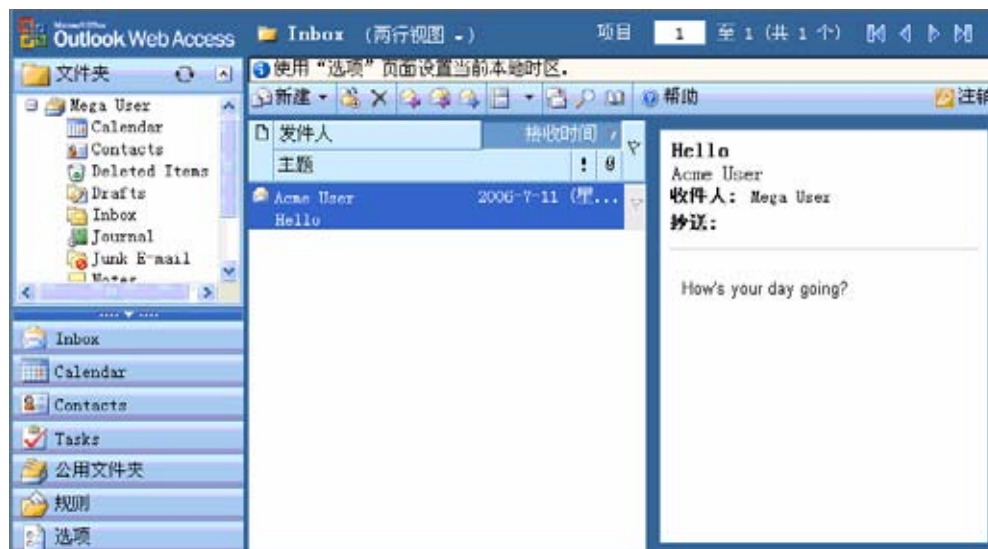 Microsoft Office
Outlook Web Access
Inbox (两行视图 ) 项目 1 至 1 (共 1 个)
文件夹
使用“选项”页面设置当前本地时区.
新建 帮助 注销
Mega User
Calendar
Contacts
Deleted Items
Drafts
Inbox
Journal
Junk E-mail
Notes
发件人 接收时间
主题 !
Acme User 2006-7-11 (星...
Hello
Hello
Acme User
收件人: Mega User
抄送:
How's your day going?
Inbox
Calendar
Contacts
Tasks
公用文件夹
规则
选项